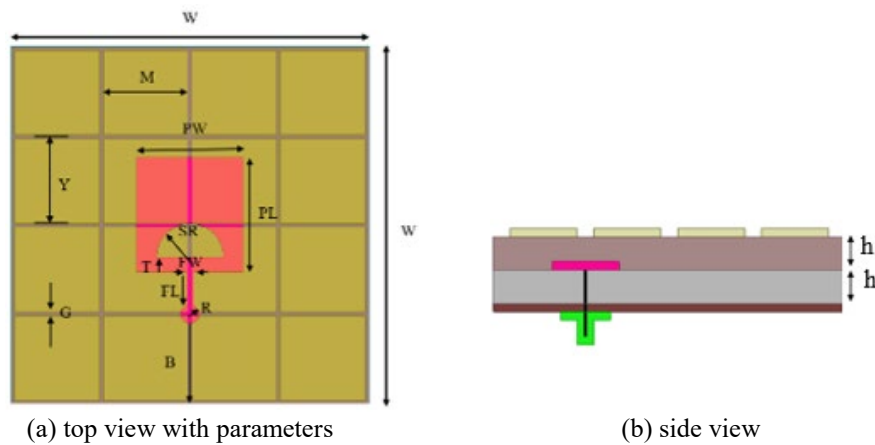 W
M
PW
Y
PL
SR
W
T
FW
FL
R
G
B
h
h
(a) top view with parameters
(b) side view